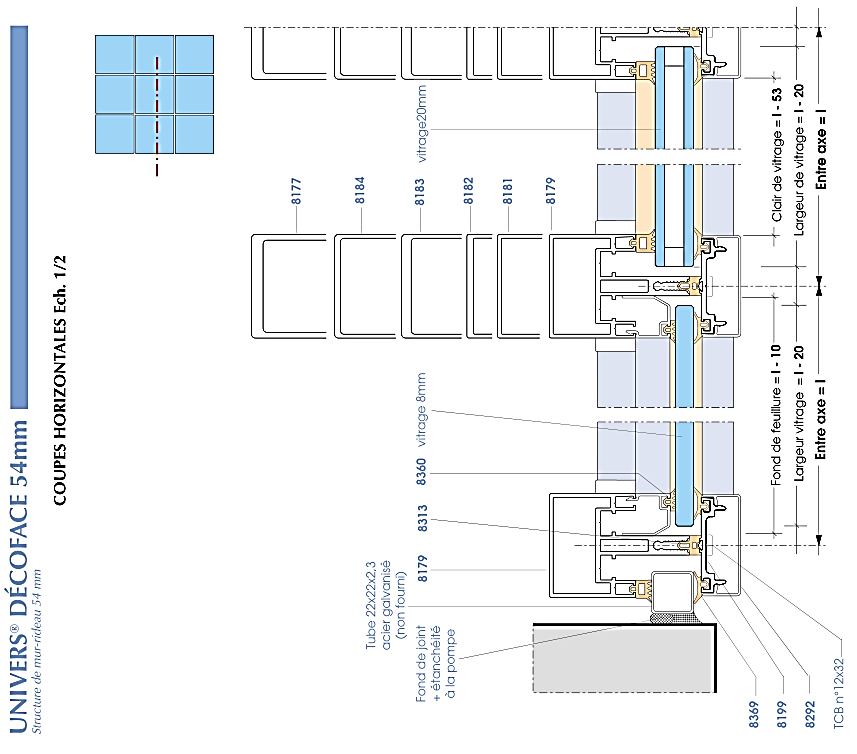 UNIVERS® DÉCOFACE 54mm
Structure de mur-rideau 54 mm
COUPES HORIZONTALES Ech. 1/2
8177
8184
8183
8182
8181
8179
vitrage20mm
vitrage 8mm
8360
8313
8179
Tube 22x22x2,3
acier galvanisé
(non fourni)
Fond de joint
+ étanchéité
à la pompe
8369
8199
8292
TCB n°12x32
Clair de vitrage = I - 53
Largeur de vitrage = I - 20
Entre axe = I
Fond de feuillure = I - 10
Largeur vitrage = I - 20
Entre axe = I